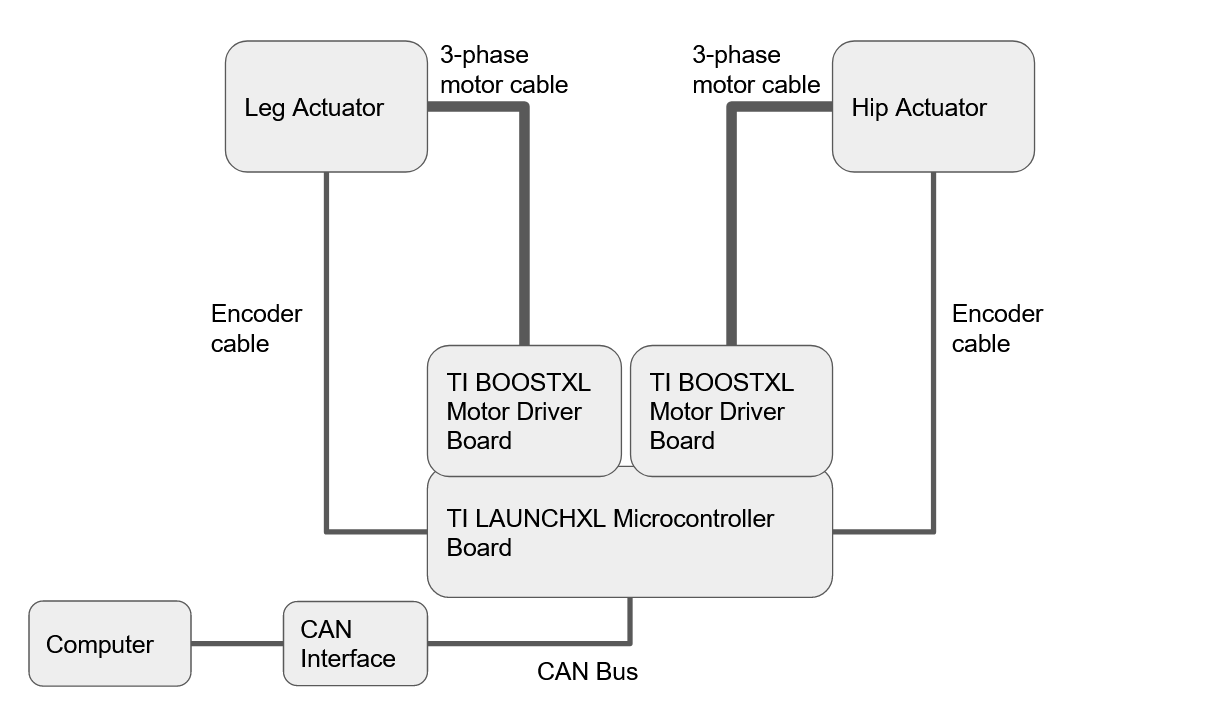 3-phase
motor cable
3-phase
motor cable
Leg Actuator
Hip Actuator
Encoder
cable
Encoder
cable
TI BOOSTXL
Motor Driver
Board
TI BOOSTXL
Motor Driver
Board
TI LAUNCHXL Microcontroller
Board
Computer
CAN
Interface
CAN Bus